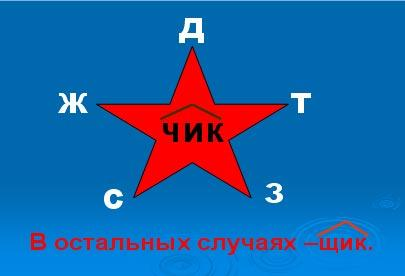 Д
Ж Т
чик
с з
В остальных случаях –щик.